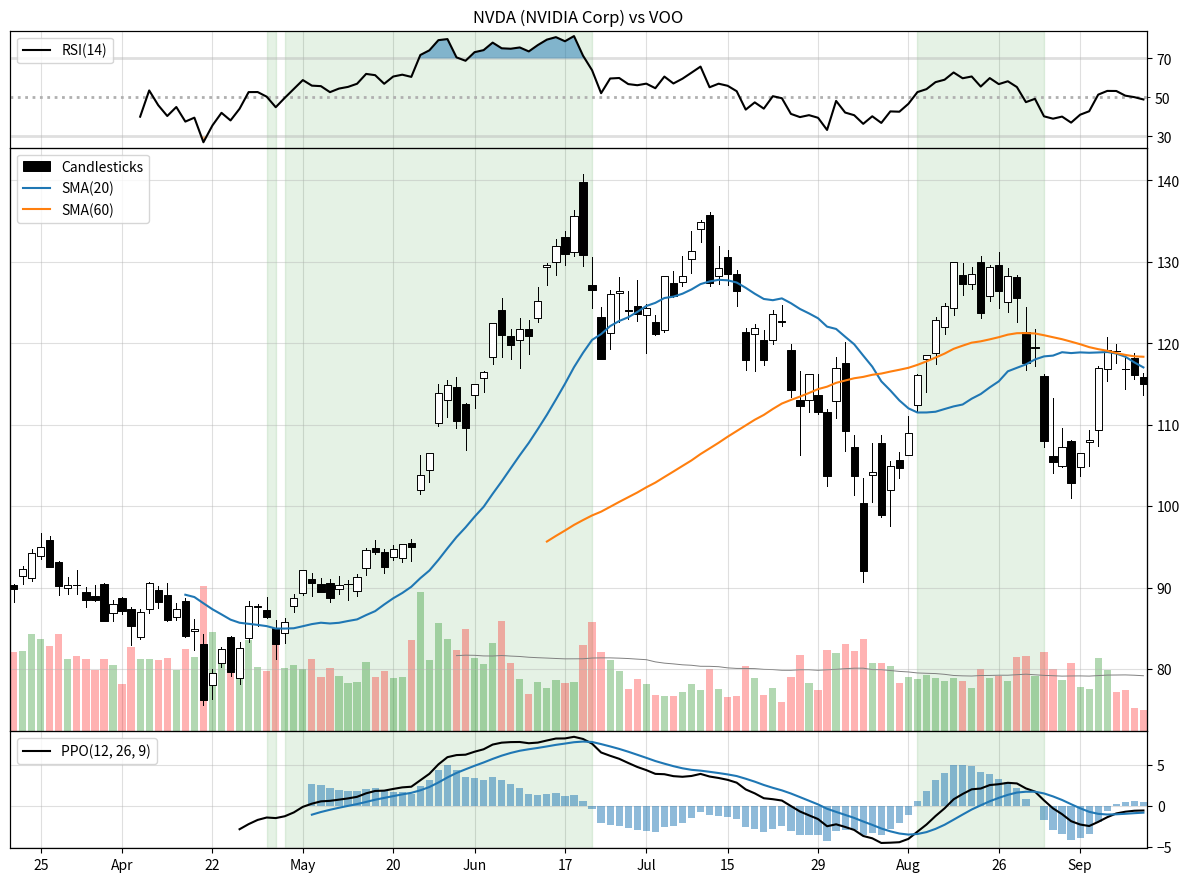 NVDA (NVIDIA Corp) vs VOO
RSI(14)
70
50
30
Candlesticks
SMA(20)
SMA(60)
140
130
120
110
100
90
80
PPO(12, 26, 9)
5
0
−5
25 Apr 22 May 20 Jun 17 Jul 15 29 Aug 26 Sep